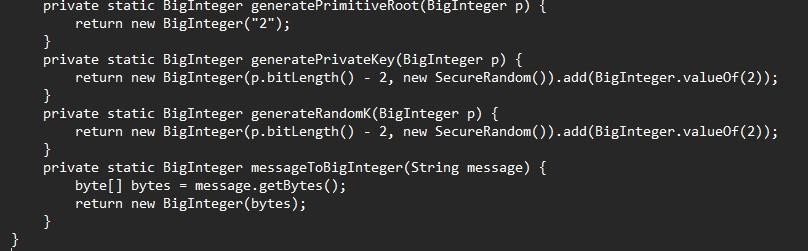 private static BigInteger generatePrimitiveRoot(BigInteger p) {
return new BigInteger("2");
}
private static BigInteger generatePrivateKey(BigInteger p) {
return new BigInteger(p.bitLength() - 2, new SecureRandom()).add(BigInteger.valueOf(2));
}
private static BigInteger generateRandomK(BigInteger p) {
return new BigInteger(p.bitLength() - 2, new SecureRandom()).add(BigInteger.valueOf(2));
}
private static BigInteger messageToBigInteger(String message) {
byte[] bytes = message.getBytes();
return new BigInteger(bytes);
}
}